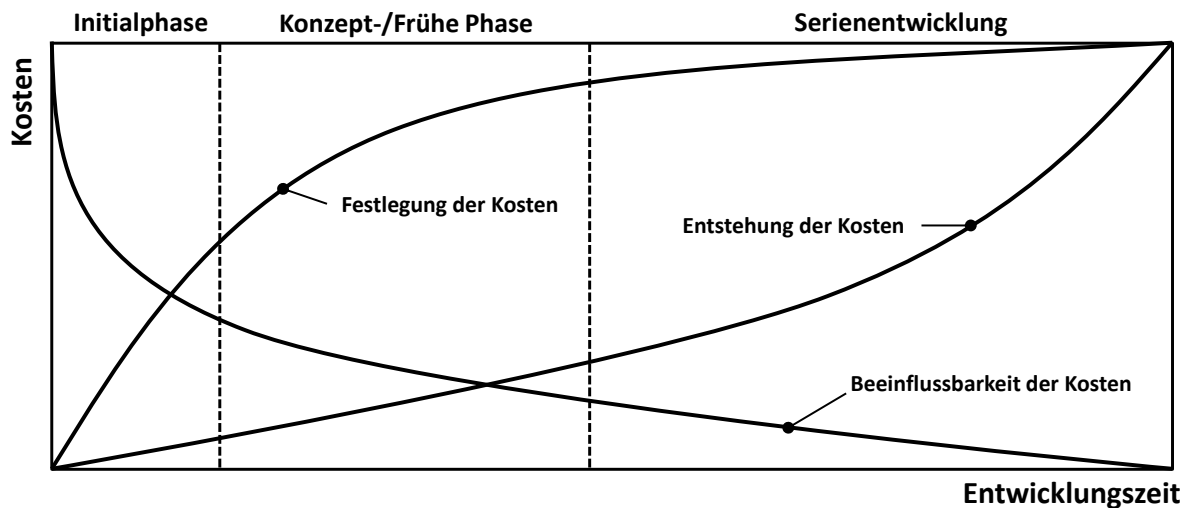 Initialphase
Konzept-/Frühe Phase
Serienentwicklung
Kosten
Festlegung der Kosten
Entstehung der Kosten
Beeinflussbarkeit der Kosten
Entwicklungszeit